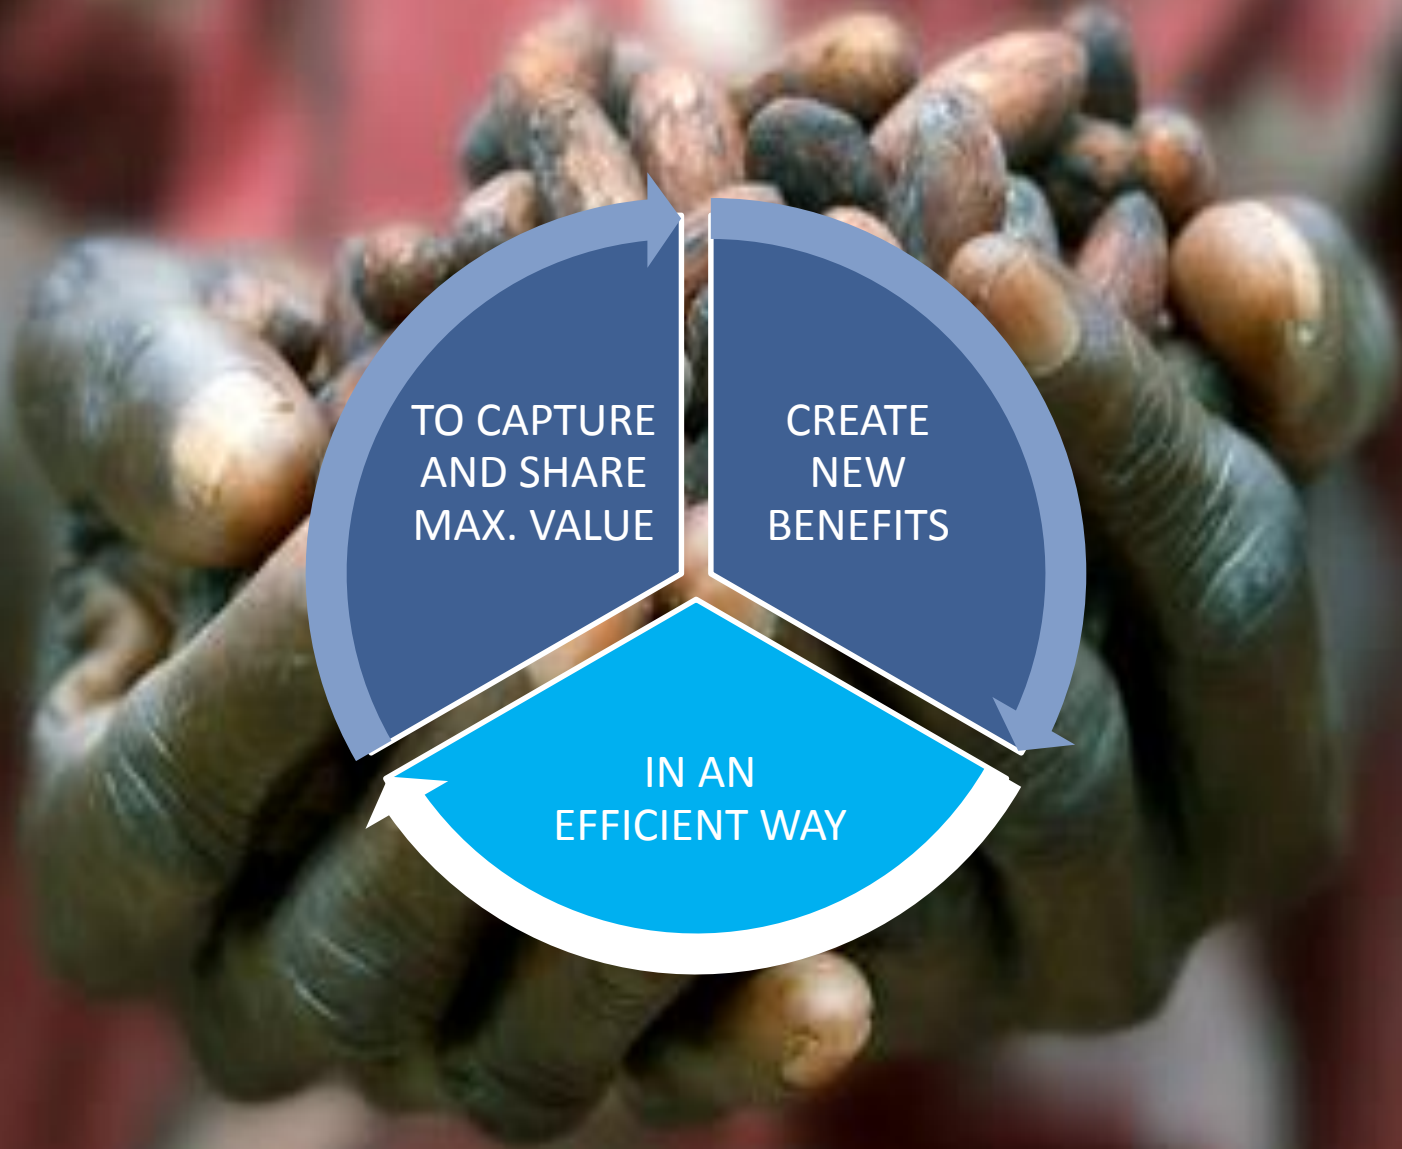 TO CAPTURE
AND SHARE
MAX. VALUE
CREATE
NEW
BENEFITS
IN AN
EFFICIENT WAY